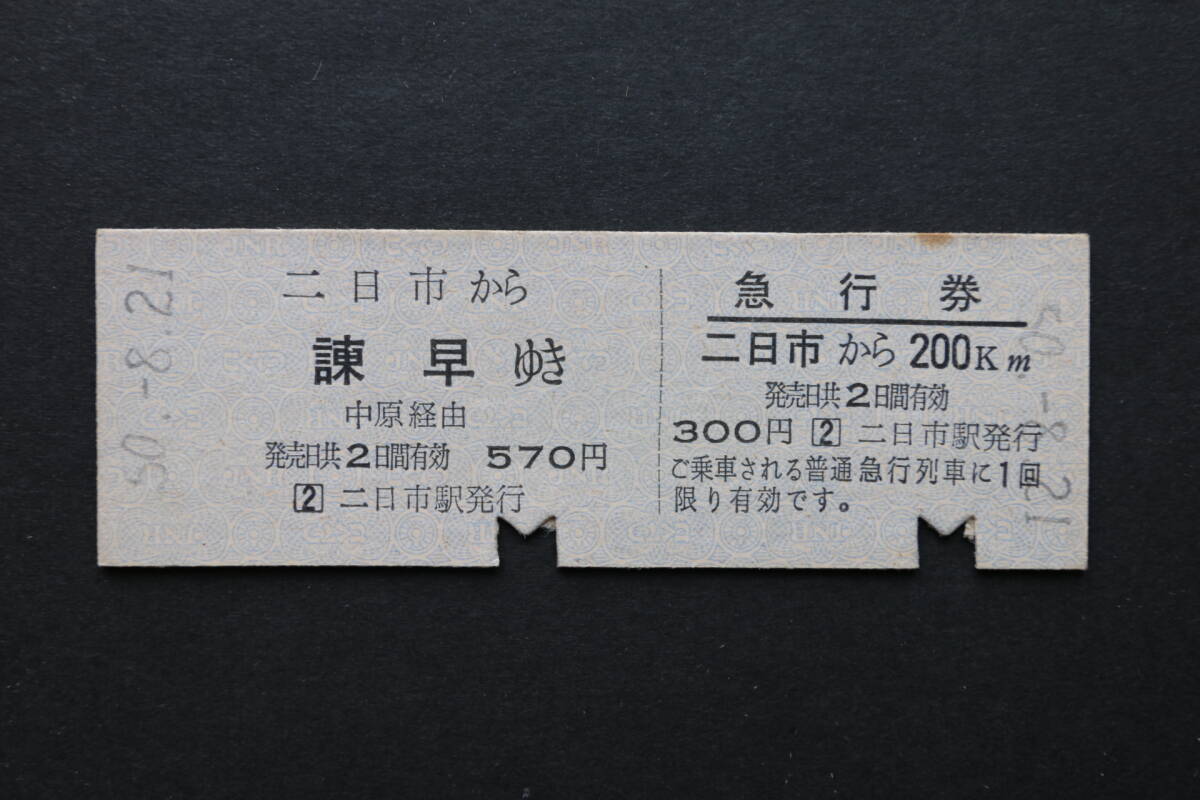 50.-8.21
二日市から
諫早ゆき
中原経由
発売日共2日間有効 570円
[2] 二日市駅発行
急行券
二日市から200Km
発売日共2日間有効
300円 [2] 二日市駅発行
ご乗車される普通急行列車に1回
限り有効です。